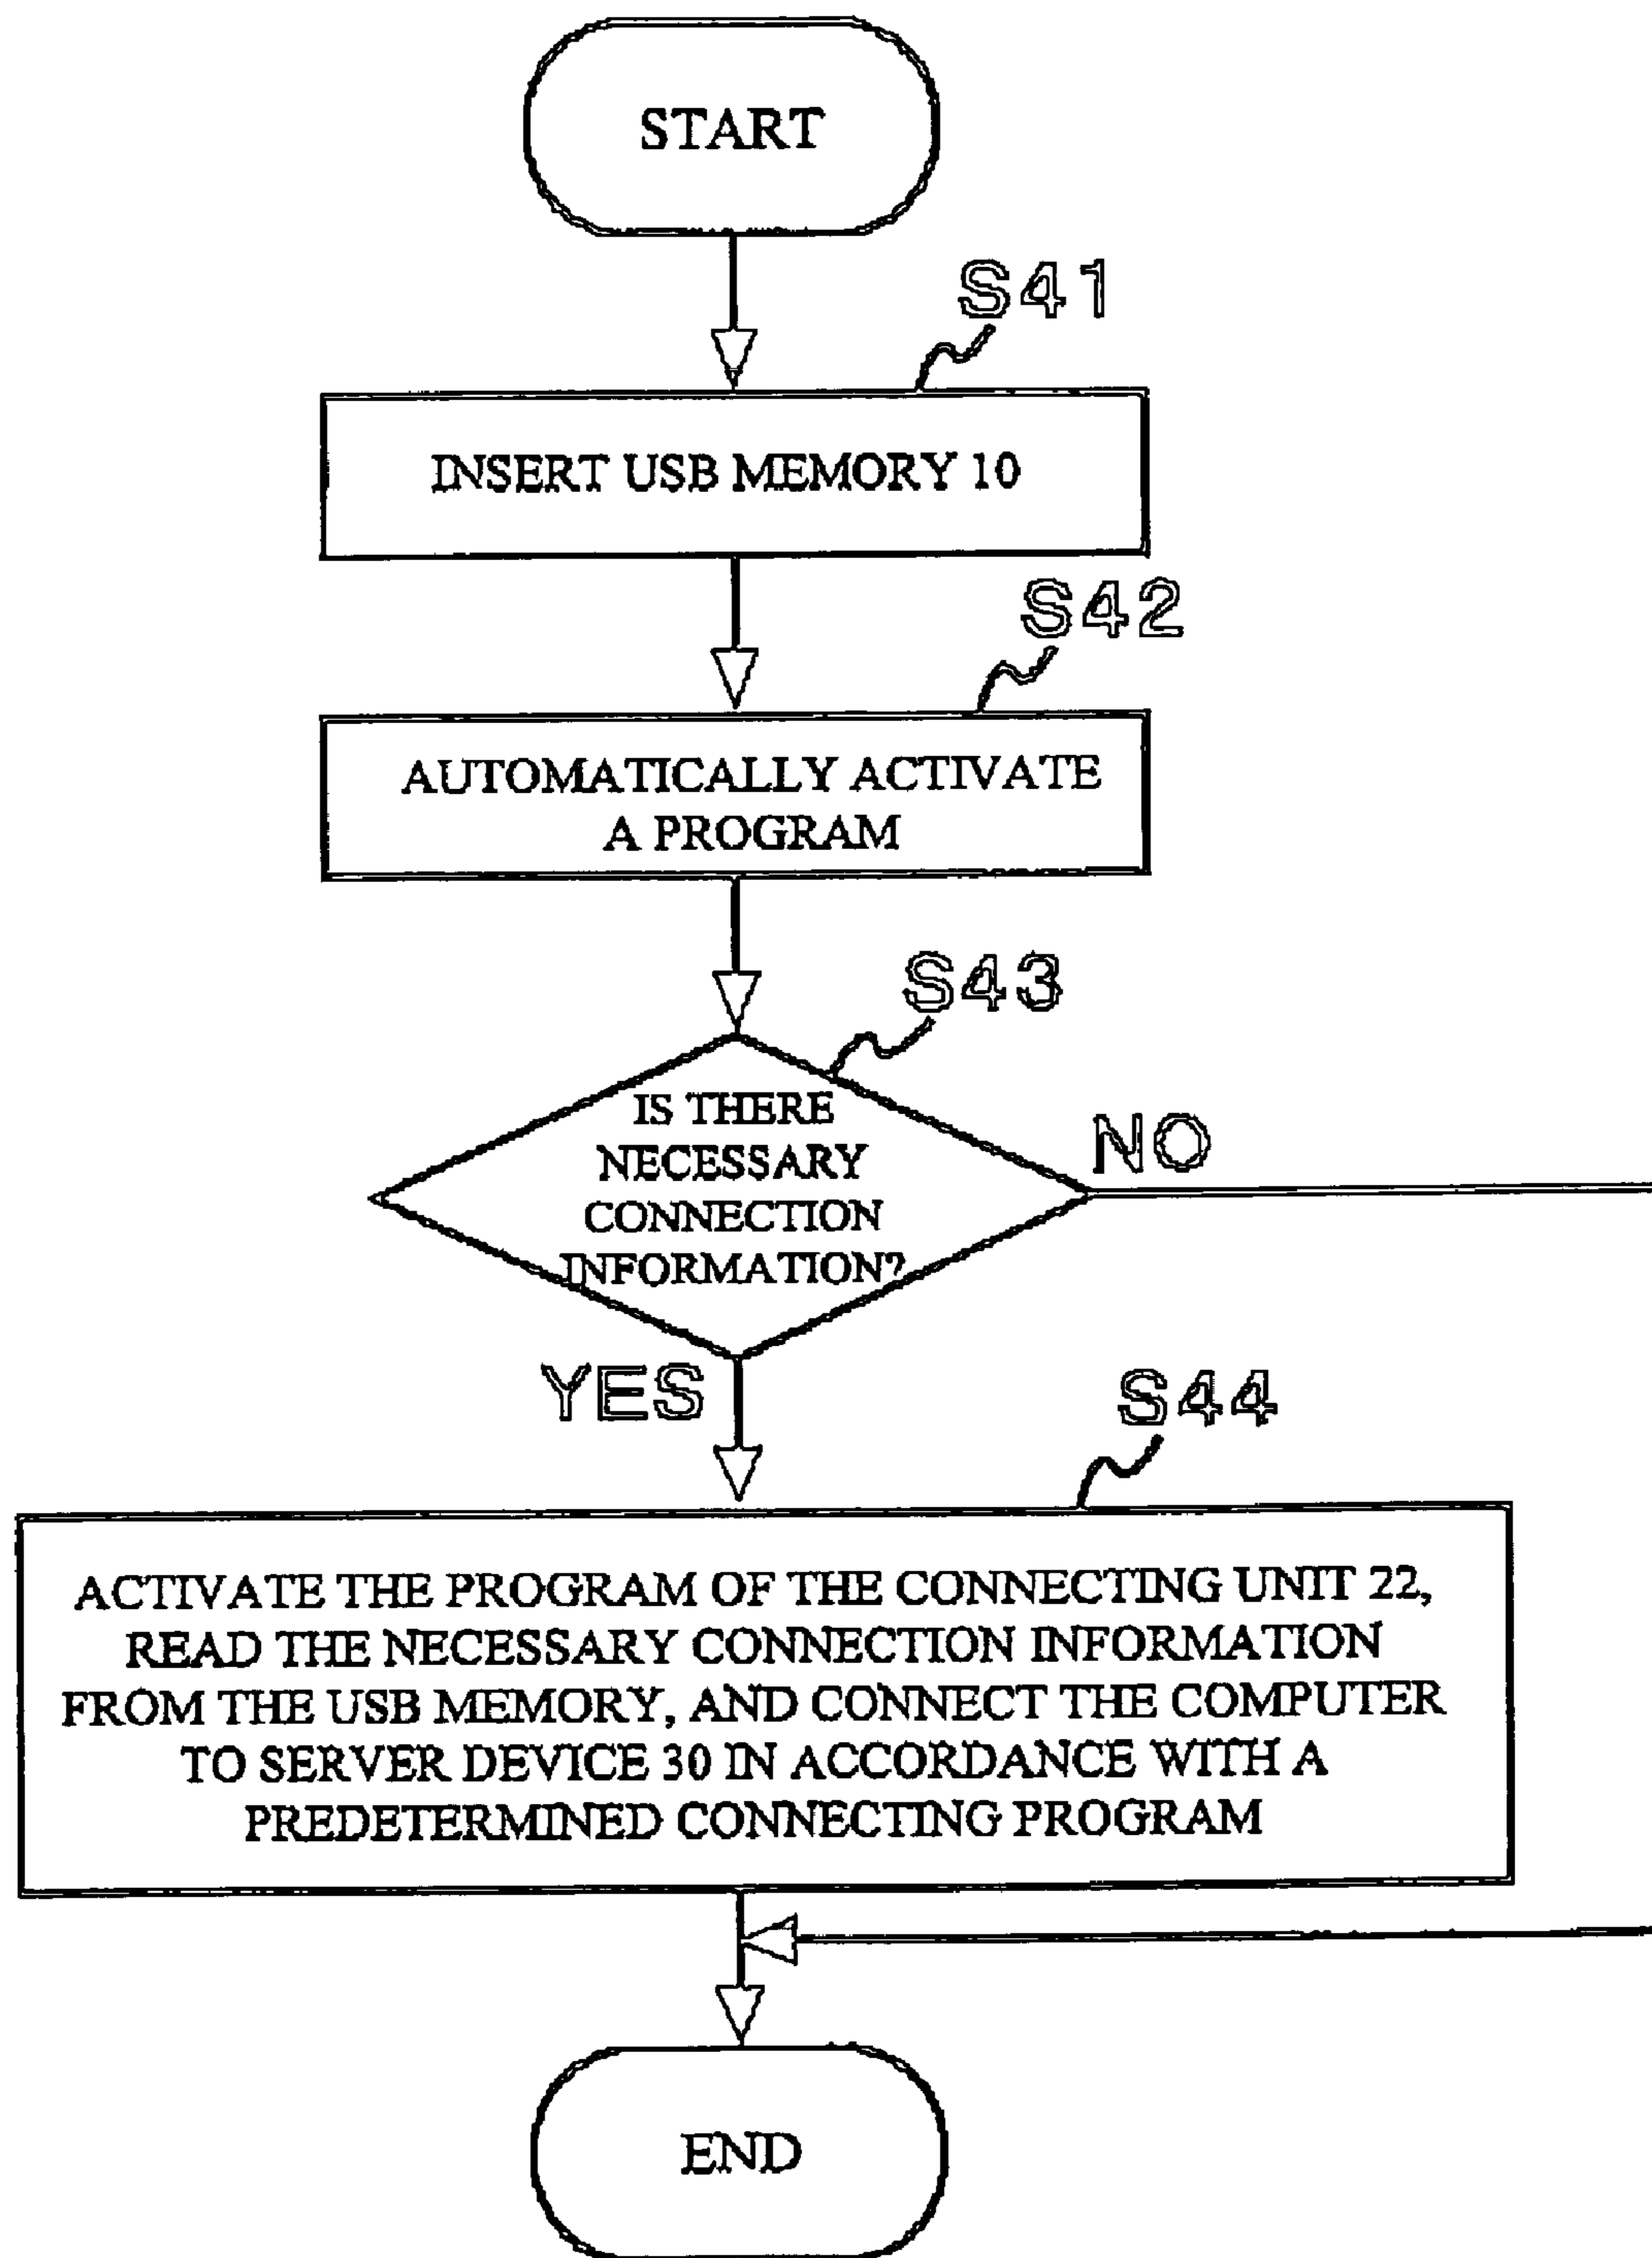 START
S41
INSERT USB MEMORY 10
S42
AUTOMATICALLY ACTIVATE
A PROGRAM
S43
IS THERE
NECESSARY
CONNECTION
INFORMATION?
NO
YES
S44
ACTIVATE THE PROGRAM OF THE CONNECTING UNIT 22,
READ THE NECESSARY CONNECTION INFORMATION
FROM THE USB MEMORY, AND CONNECT THE COMPUTER
TO SERVER DEVICE 30 IN ACCORDANCE WITH A
PREDETERMINED CONNECTING PROGRAM
END